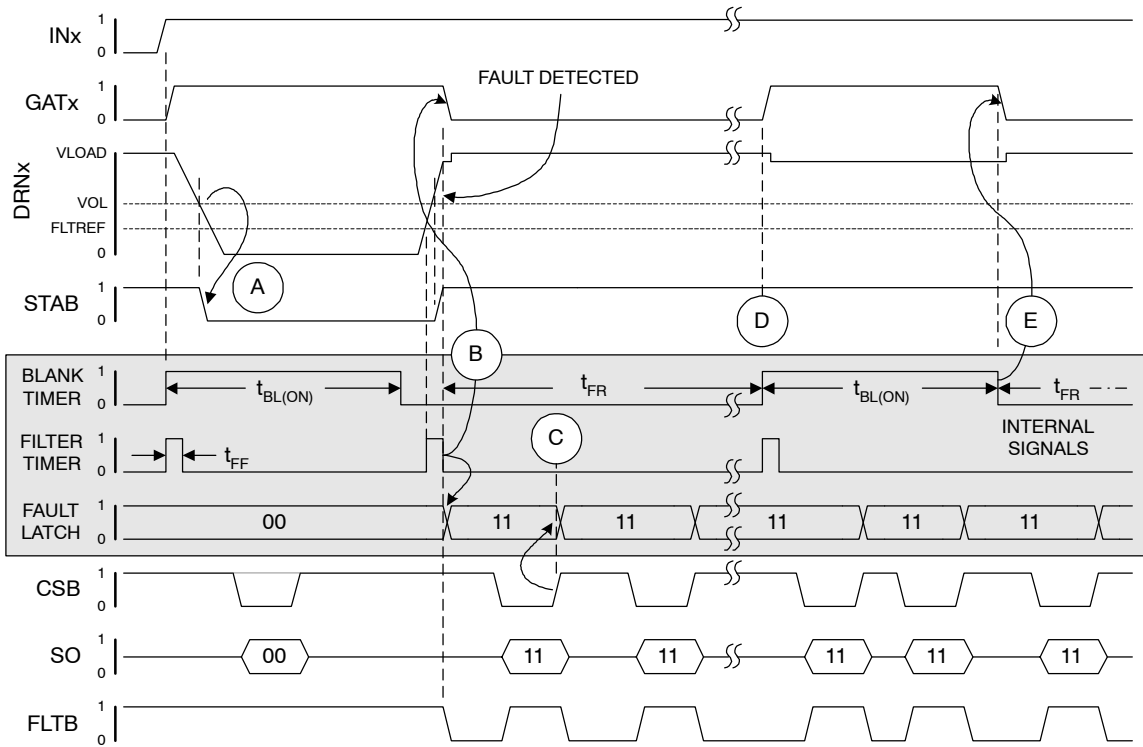 INx 1
0
GATx 1
0
FAULT DETECTED
DRNx
VLOAD
VOL
FLTREF
0
A
STAB 1
0
D
E
B
BLANK TIMER 1
0
tBL(ON) tFR tBL(ON) tFR
INTERNAL SIGNALS
C
FILTER TIMER 1
0
tFF
FAULT LATCH 1
0
00 11 11 11 11 11
CSB 1
0
SO 1
0
00 11 11 11 11 11
FLTB 1
0